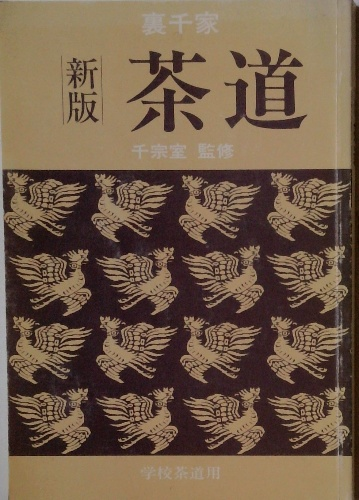 裏千家
新版
茶道
千宗室 監修
学校茶道用